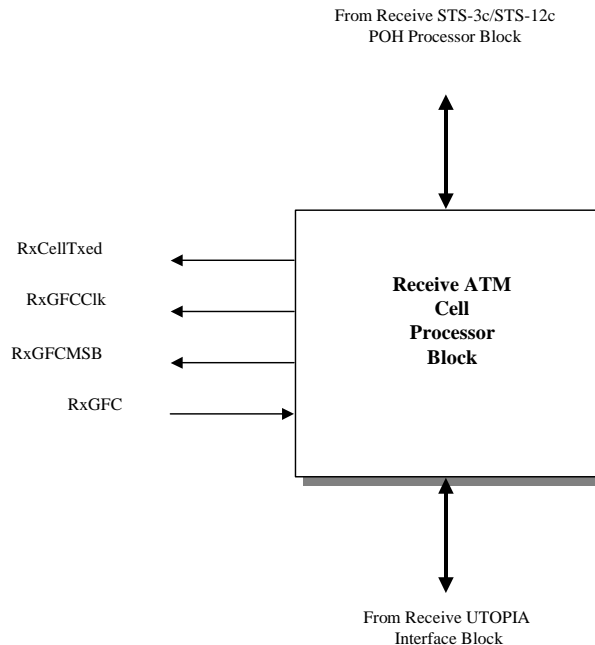 From Receive STS-3c/STS-12c
POH Processor Block
RxCellTxed
RxGFCClk
RxGFCMSB
RxGFC
Receive ATM
Cell
Processor
Block
From Receive UTOPIA
Interface Block